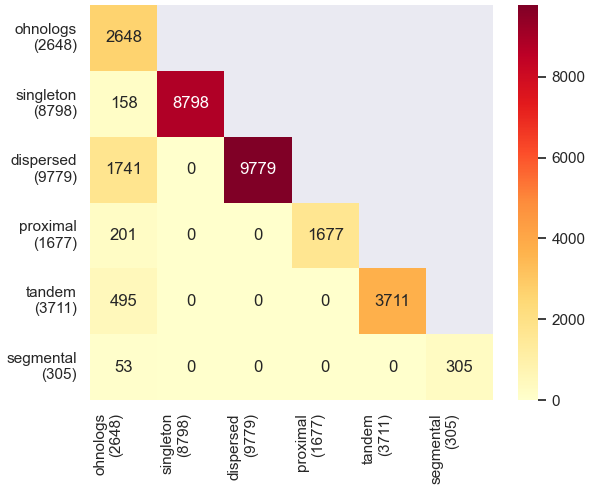 ohnologs
(2648)
singleton
(8798)
dispersed
(9779)
proximal
(1677)
tandem
(3711)
segmental
(305)
2648
158 8798
1741 0 9779
201 0 0 1677
495 0 0 0 3711
53 0 0 0 0 305
ohnologs
(2648)
singleton
(8798)
dispersed
(9779)
proximal
(1677)
tandem
(3711)
segmental
(305)
8000
6000
4000
2000
0